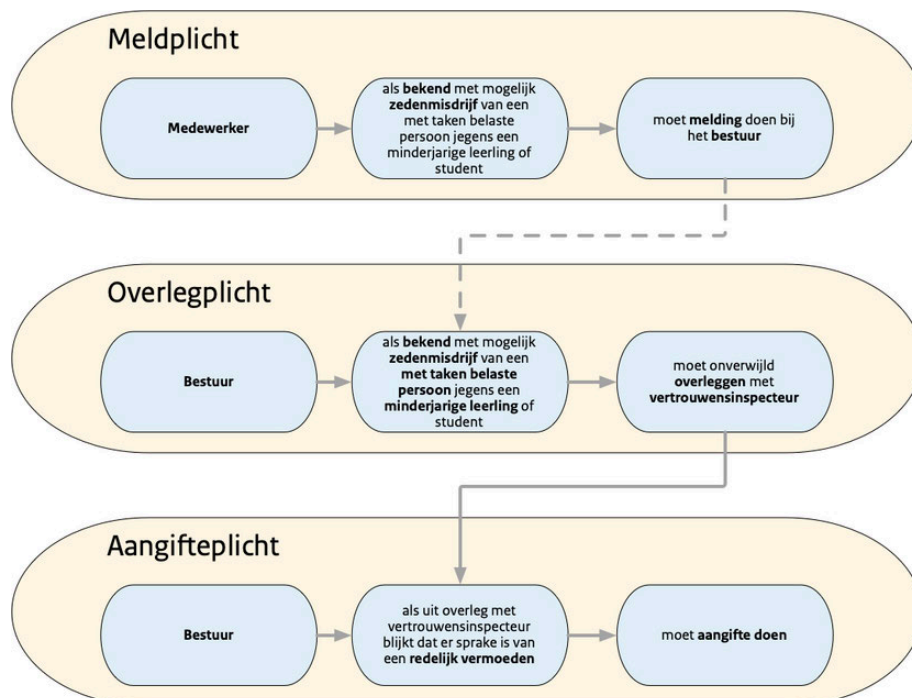 Meldplicht
Medewerker
als bekend met mogelijk
zedenmisdrijf van een
met taken belaste
persoon jegens een
minderjarige leerling of
student
moet melding doen bij
het bestuur
Overlegplicht
Bestuur
als bekend met mogelijk
zedenmisdrijf van een
met taken belaste
persoon jegens een
minderjarige leerling of
student
moet onverwijld
overleggen met
vertrouwensinspecteur
Aangifteplicht
Bestuur
als uit overleg met
vertrouwensinspecteur
blijkt dat er sprake is van
een redelijk vermoeden
moet aangifte doen